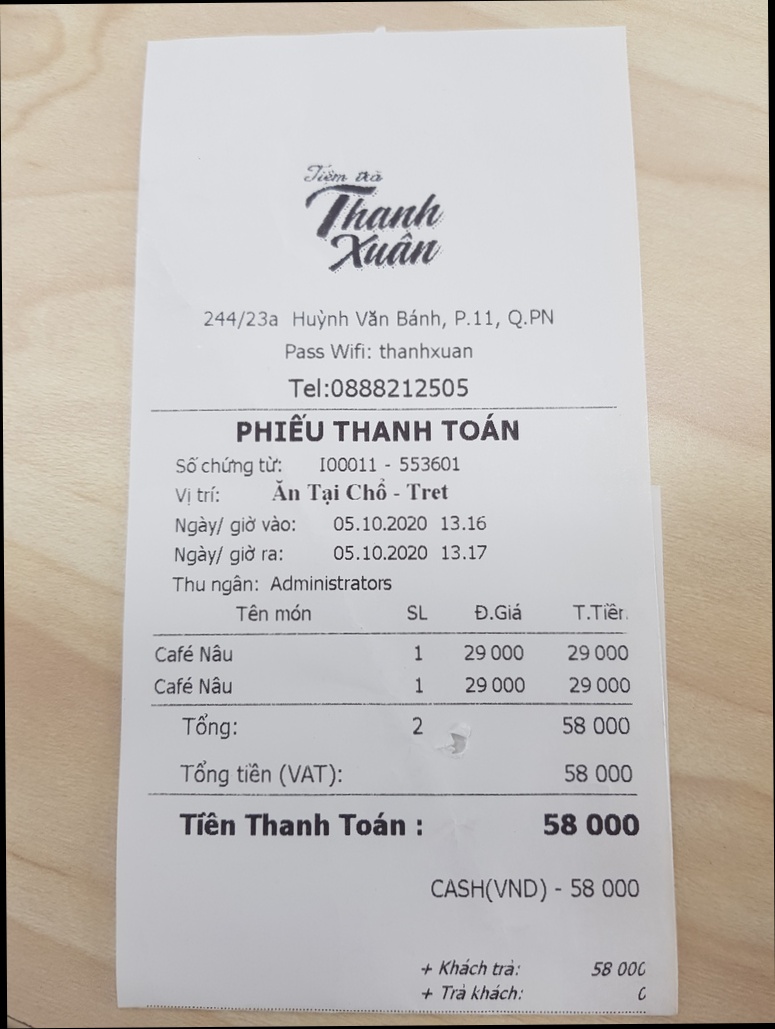 Tiệm trà
Thanh
Xuân
244/23a Huỳnh Văn Bánh, P.11, Q.PN
Pass Wifi: thanhxuan
Tel:0888212505
PHIẾU THANH TOÁN
Số chứng từ: I00011 - 553601
Vị trí: Ăn Tại Chổ - Tret
Ngày/ giờ vào: 05.10.2020 13.16
Ngày/ giờ ra: 05.10.2020 13.17
Thu ngân: Administrators
Tên món SL Đ.Giá T.Tiền
Café Nâu 1 29 000 29 000
Café Nâu 1 29 000 29 000
Tổng: 2 58 000
Tổng tiền (VAT): 58 000
Tiền Thanh Toán : 58 000
CASH(VND) - 58 000
+ Khách trả: 58 000
+ Trả khách: 0